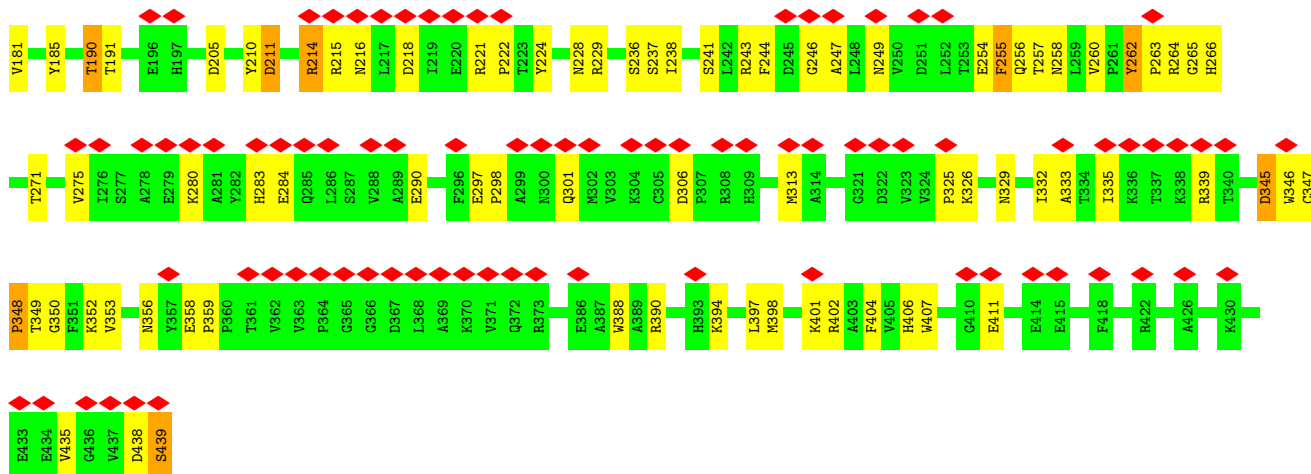 V181 Y185 T190 T191 E196 H197 D205 Y210 D211 R214 R215 N216 L217 D218 I219 E220 R221 P222 T223 Y224 N228 R229 S236 S237 I238 S241 L242 R243 F244 D245 G246 A247 L248 N249 V250 D251 L252 T253 E254 F255 Q256 T257 N258 L259 V260 P261 Y262 P263 R264 G265 H266
T271 V275 I276 S277 A278 E279 K280 A281 Y282 H283 E284 Q285 L286 S287 V288 A289 E290 F296 E297 P298 A299 N300 Q301 M302 V303 K304 C305 D306 P307 R308 H309 M313 A314 G321 D322 V323 V324 P325 K326 N329 I332 A333 T334 I335 K336 T337 K338 R339 T340 D345 W346 C347
P348 T349 G350 F351 K352 V353 N356 Y357 E358 P359 P360 T361 V362 V363 P364 G365 G366 D367 L368 A369 K370 V371 Q372 R373 E386 A387 W388 A389 R390 H393 K394 L397 M398 K401 R402 A403 F404 V405 H406 W407 G410 E411 E414 E415 F418 R422 A426 K430
E433 E434 V435 G436 V437 D438 S439